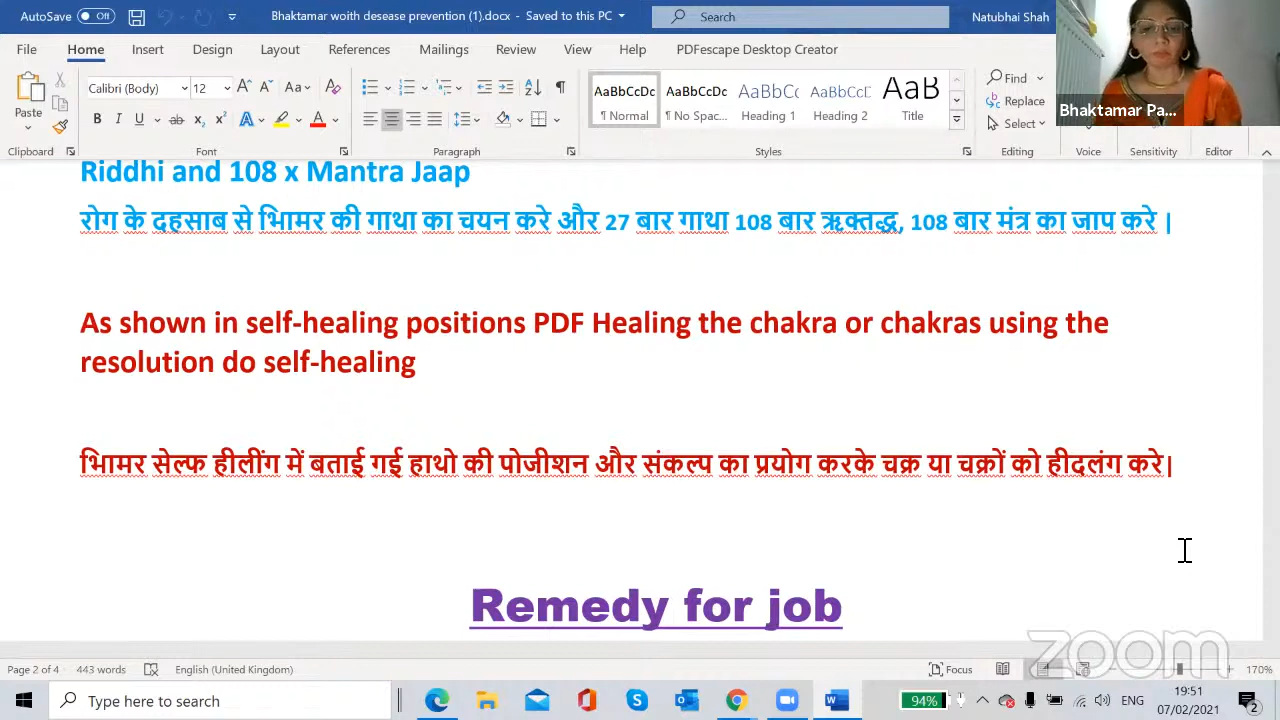 AutoSave Off Bhaktamar woith desease prevention (1).docx - Saved to this PC Search Natubhai Shah
File Home Insert Design Layout References Mailings Review View Help PDFescape Desktop Creator
Calibri (Body) 12 Aa AaBbCcDc AaBbCcDc AaBbCc AaBbCcD AaB Find
Paste B I U ab x₂ x² A A ¶ Normal ¶ No Spac... Heading 1 Heading 2 Title Replace
Select
Clipboard Font Paragraph Styles Editing Voice Sensitivity Editor
Bhaktamar Pa...
Riddhi and 108 x Mantra Jaap
रोग के दहसाब से भिामर की गाथा का चयन करे और 27 बार गाथा 108 बार ऋक्तद्ध, 108 बार मंत्र का जाप करे |
As shown in self-healing positions PDF Healing the chakra or chakras using the
resolution do self-healing
भिामर सेल्फ हीलींग में बताई गई हाथो की पोजीशन और संकल्प का प्रयोग करके चक्र या चक्रों को हीदलंग करे|
Remedy for job
zoom
Page 2 of 4 443 words English (United Kingdom) Focus 170%
Type here to search 94% ENG 19:51
07/02/2021 2